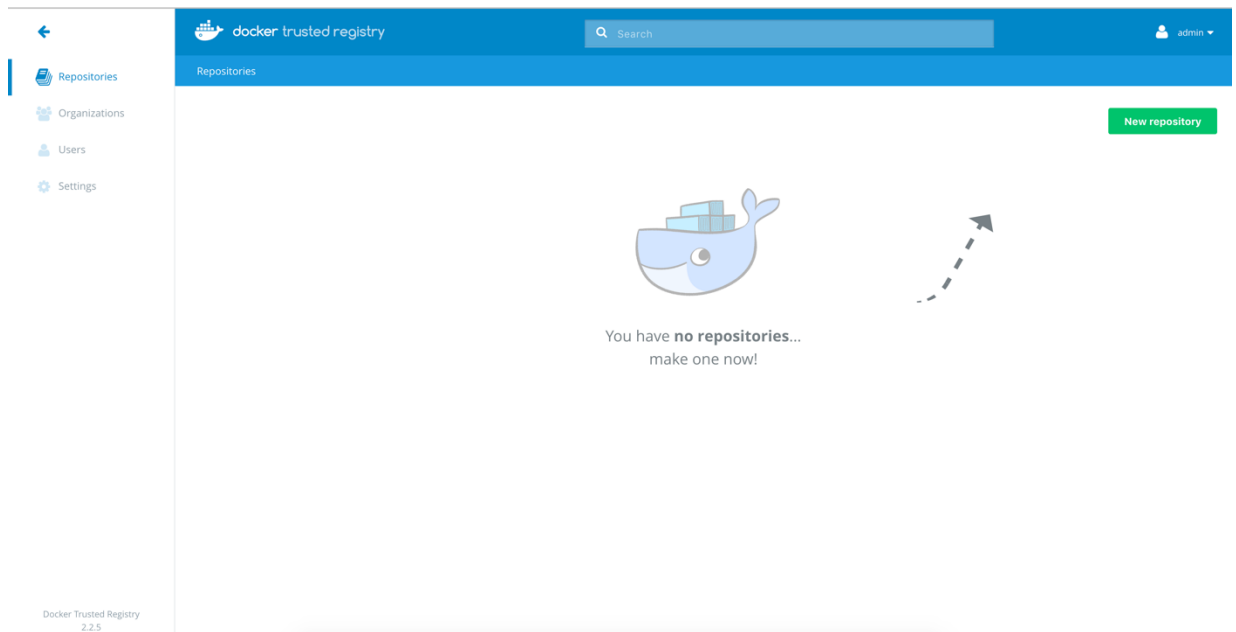 docker trusted registry
Search
admin
Repositories
Organizations
Users
Settings
Repositories
New repository
You have no repositories...
make one now!
Docker Trusted Registry
2.2.5